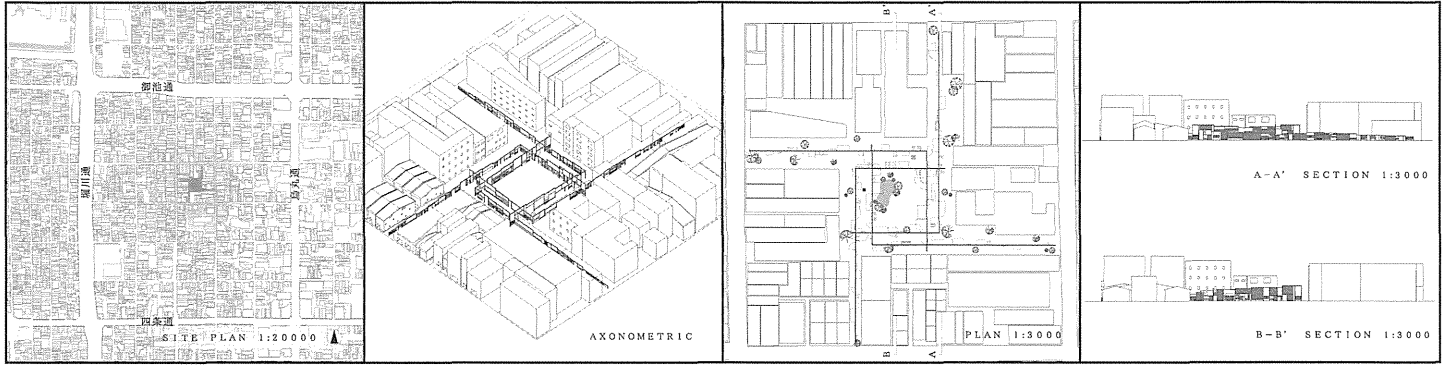 御池通
堀川通
烏丸通
四条通
SITE PLAN 1:20000
AXONOMETRIC
B'
A'
B
A
PLAN 1:3000
A-A' SECTION 1:3000
B-B' SECTION 1:3000